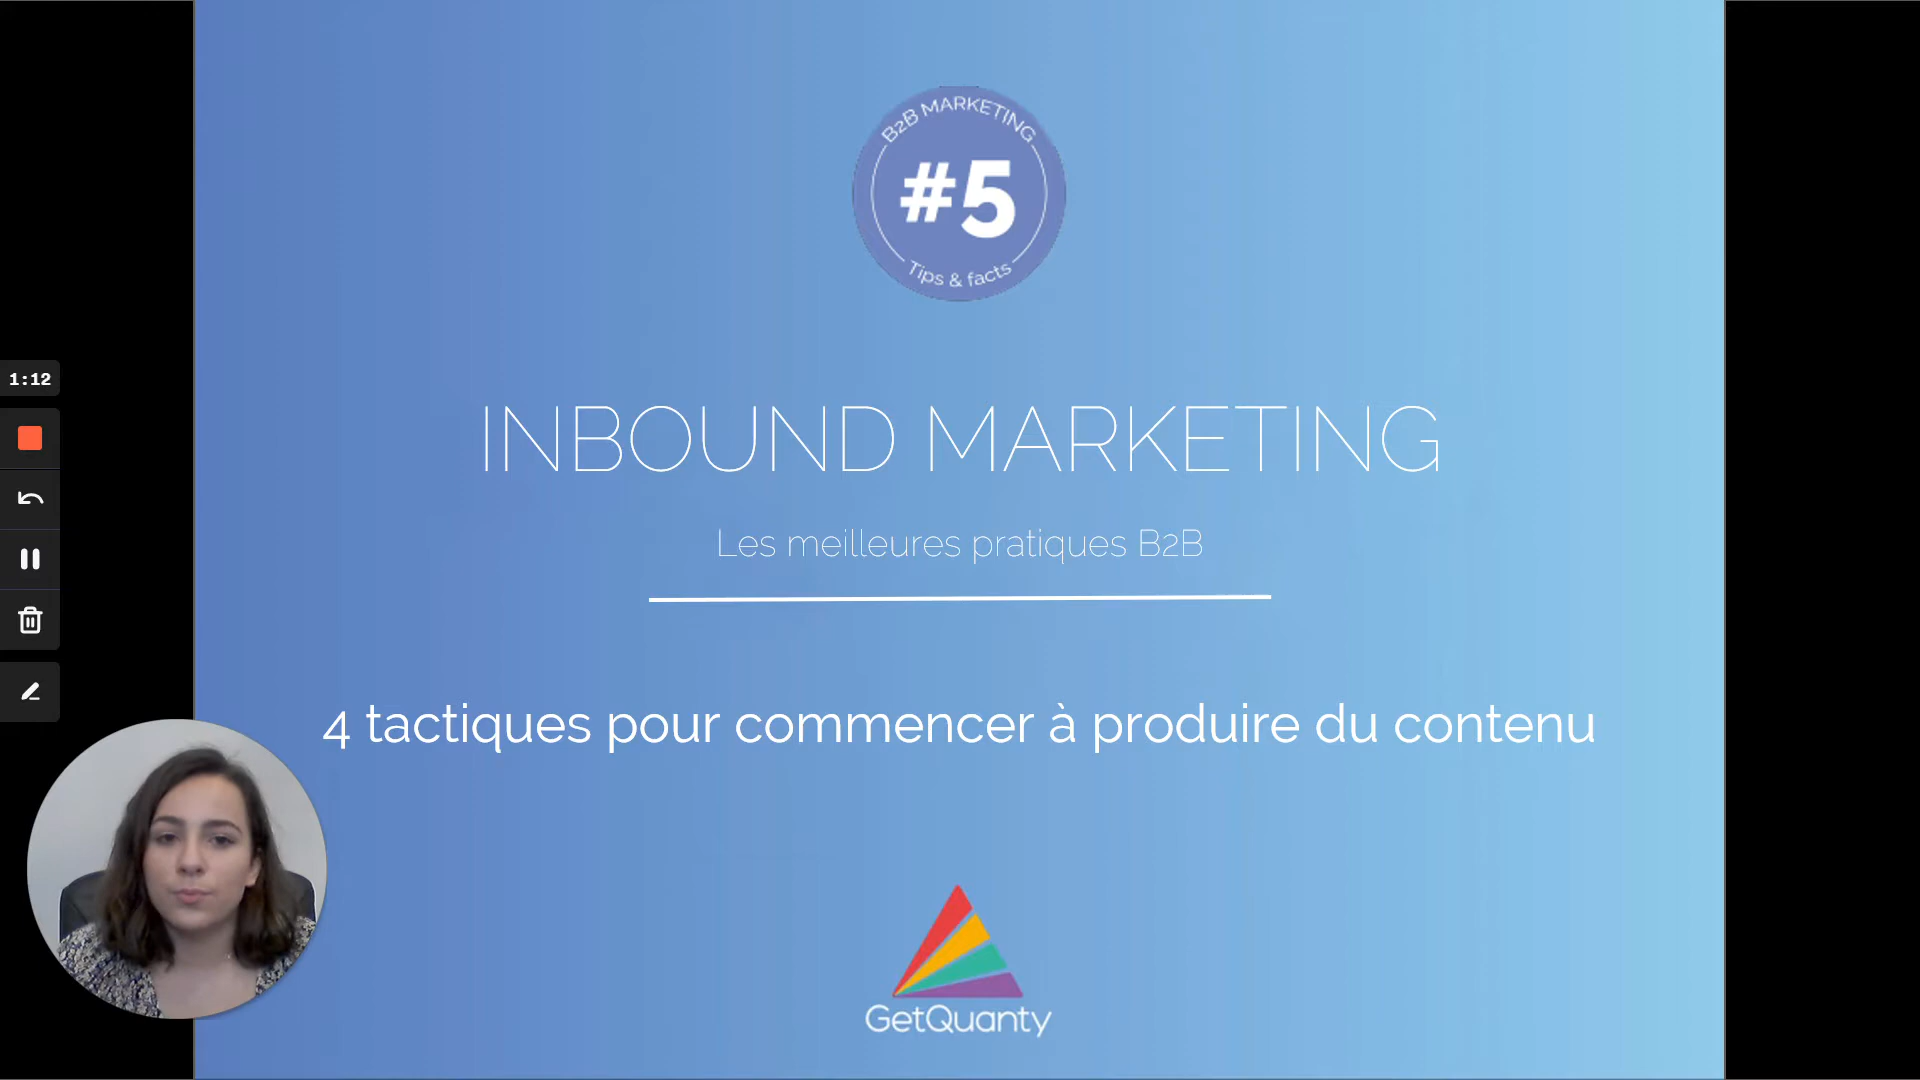 B2B MARKETING
#5
Tips & facts
INBOUND MARKETING
Les meilleures pratiques B2B
1:12
4 tactiques pour commencer à produire du contenu
GetQuanty